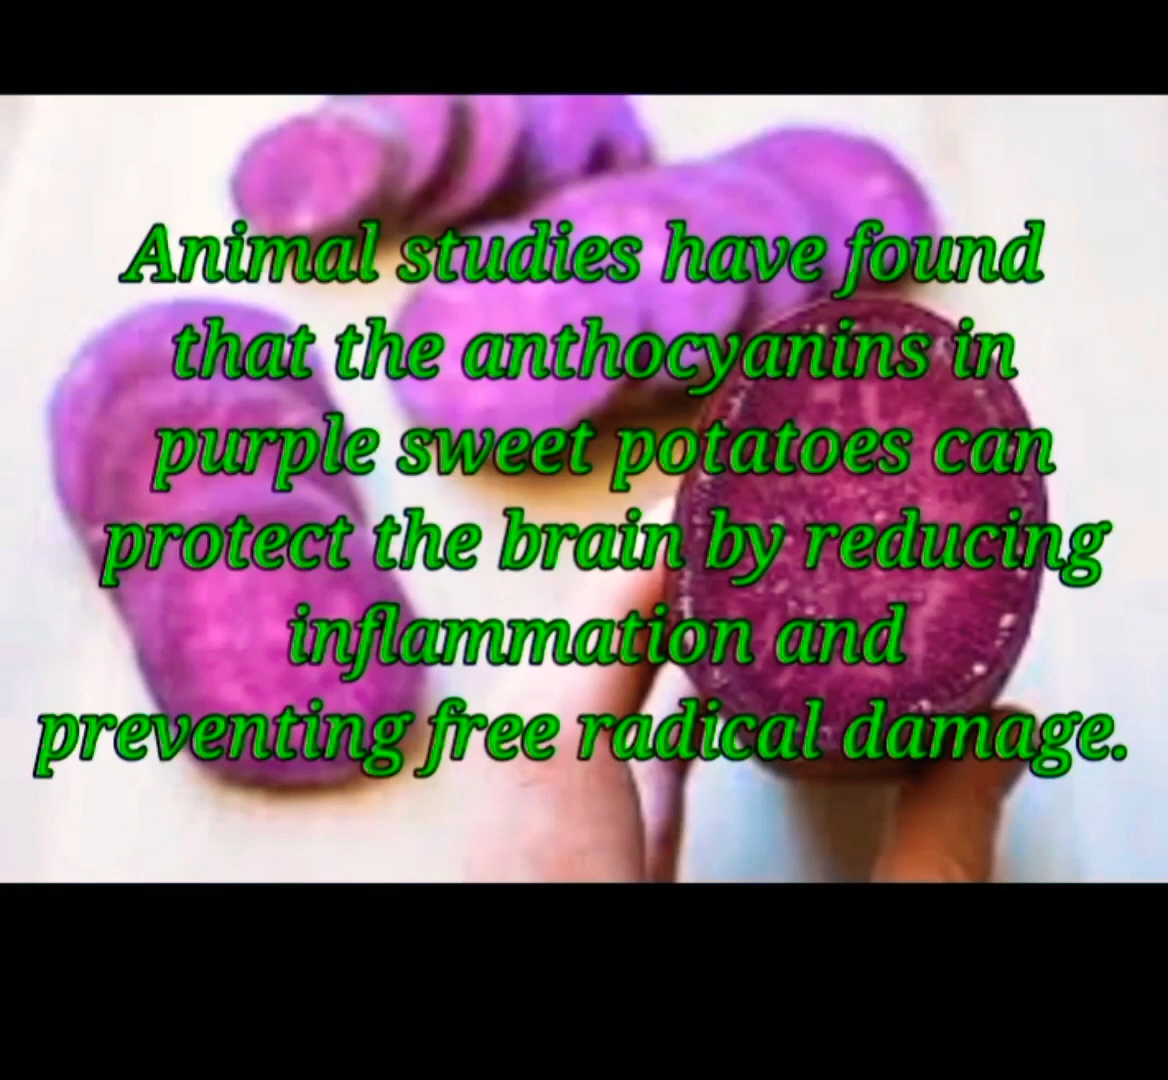 Animal studies have found
that the anthocyanins in
purple sweet potatoes can
protect the brain by reducing
inflammation and
preventing free radical damage.